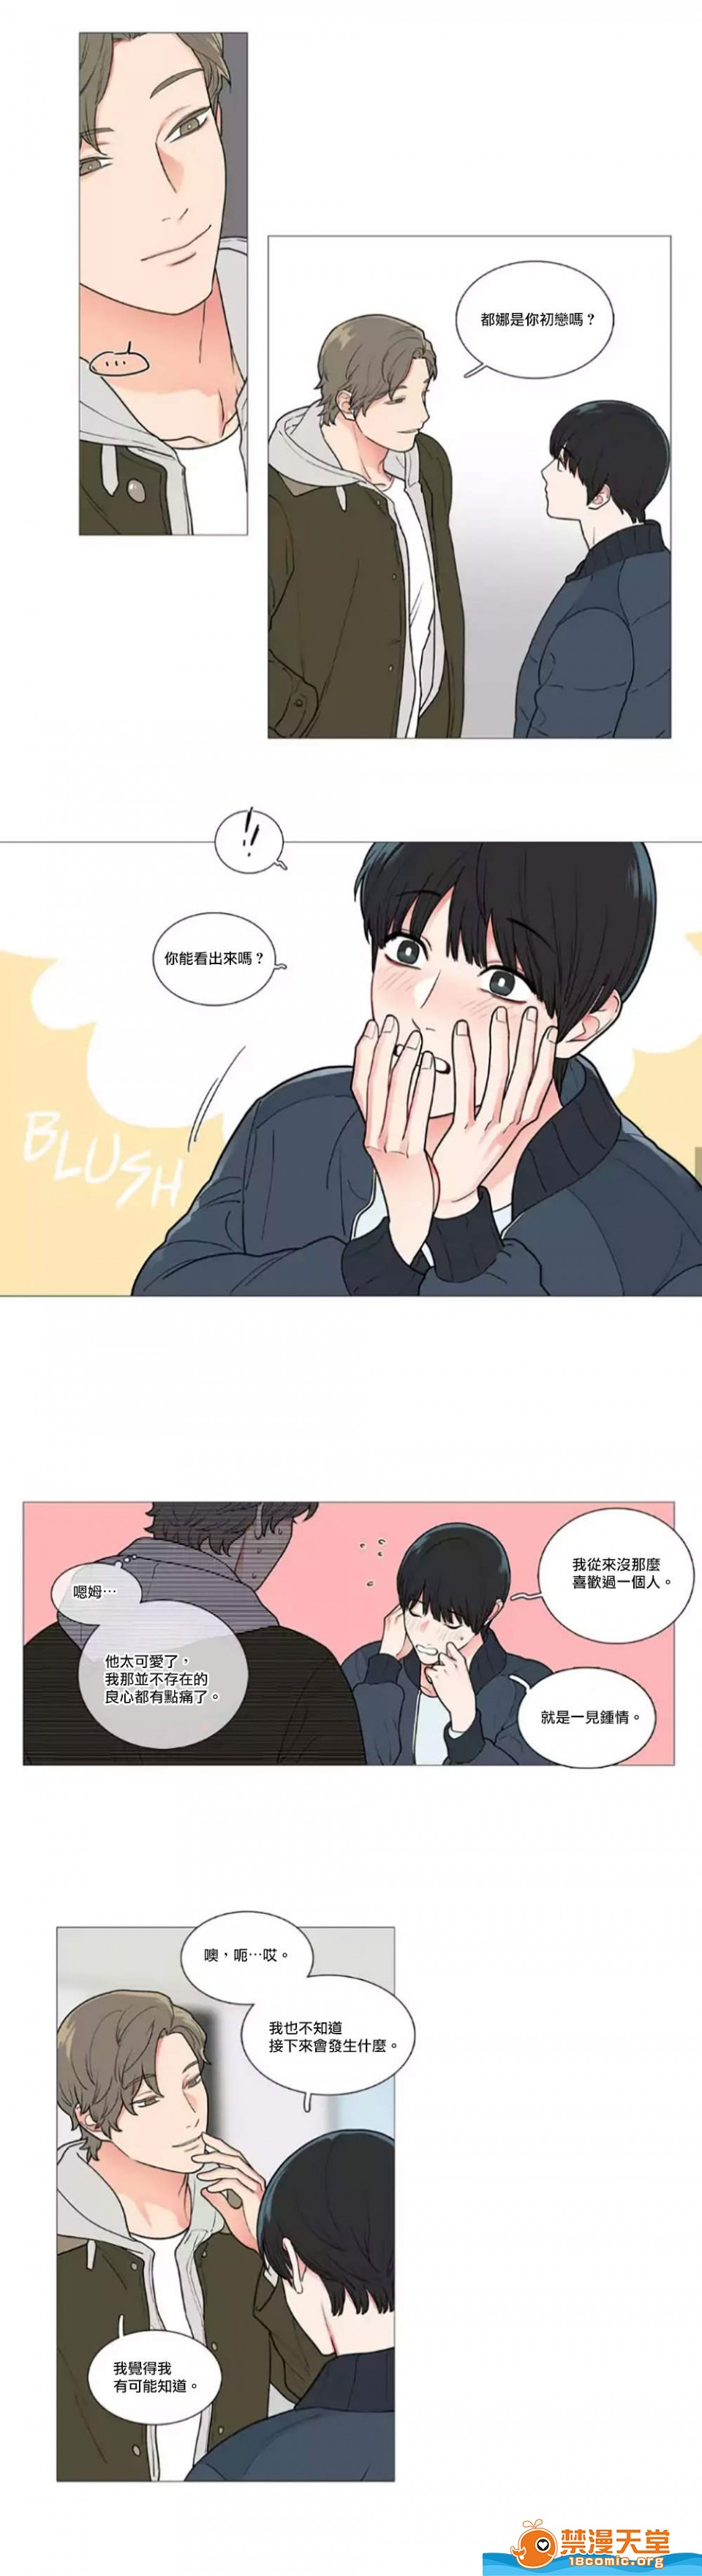 ...
都娜是你初戀嗎？
!!
你能看出來嗎？
BLUSH
我從來沒那麼
喜歡過一個人。
嗯姆…
他太可愛了，
我那並不存在的
良心都有點痛了。
就是一見鍾情。
噢，呃…哎。
我也不知道
接下來會發生什麼。
我覺得我
有可能知道。
禁漫天堂
18comic.org